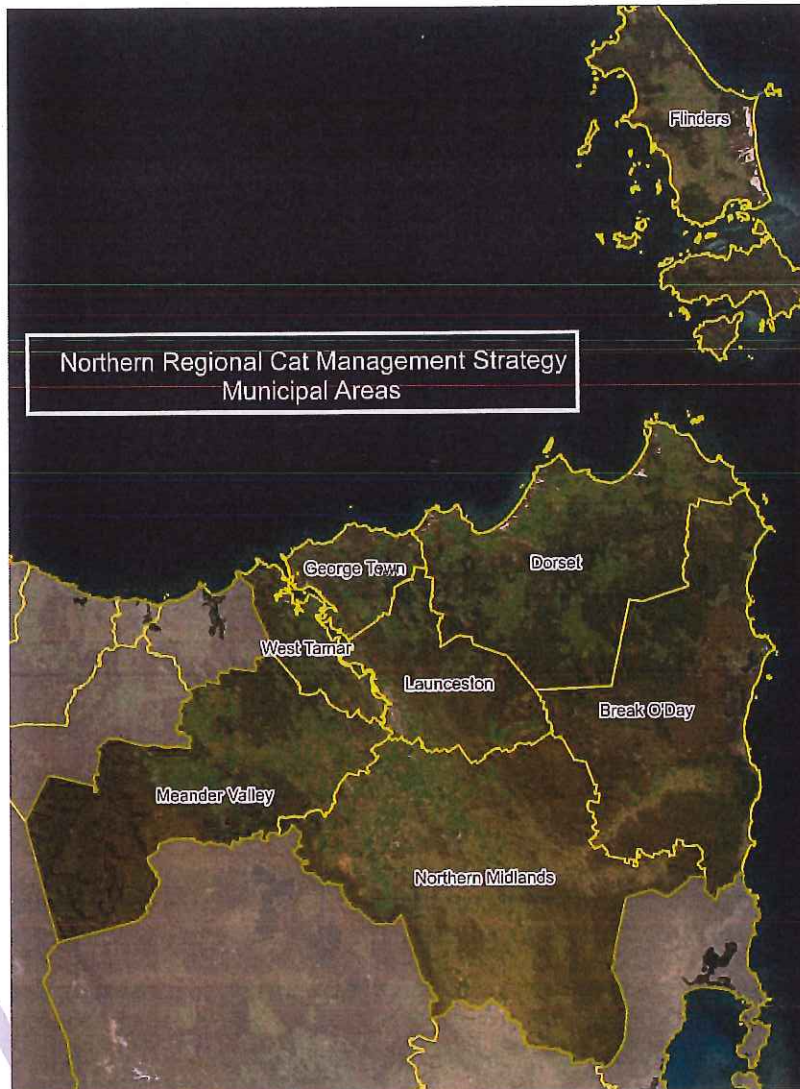 Flinders
Northern Regional Cat Management Strategy
Municipal Areas
George Town
Dorset
West Tamar
Launceston
Break O'Day
Meander Valley
Northern Midlands